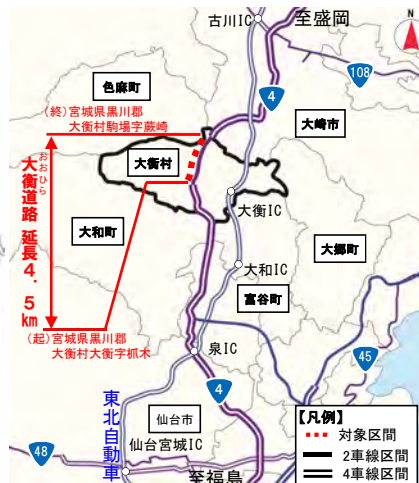 古川IC
至盛岡
N
108
色麻町
4
(終)宮城県黒川郡
大衡村駒場字蕨崎
大崎市
大衡村
おおひら
大衡道路 延長4.5km
大衡IC
大和町
大郷町
大和IC
富谷町
(起)宮城県黒川郡
大衡村大衡字枛木
45
泉IC
4
東北自動車
仙台市
仙台宮城IC
48
至福島
【凡例】
対象区間
2車線区間
4車線区間